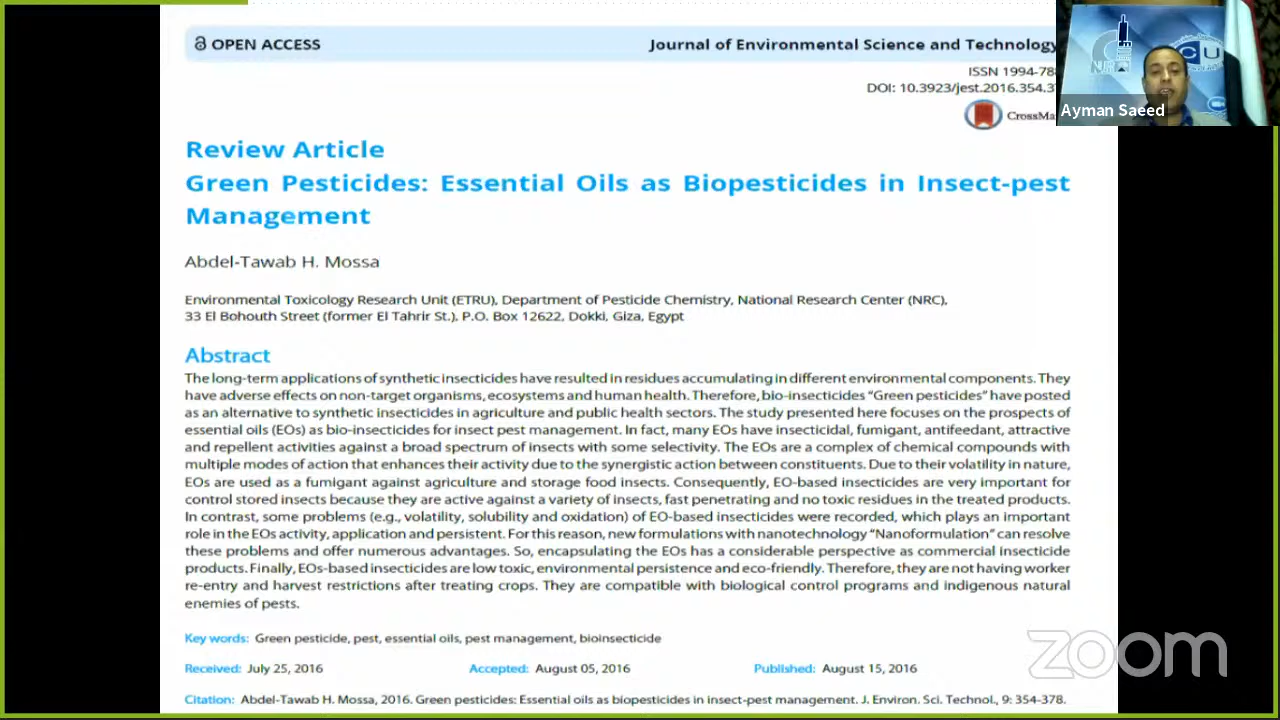 OPEN ACCESS
Journal of Environmental Science and Technology
ISSN 1994-78
DOI: 10.3923/jest.2016.354.3
CrossMa
Ayman Saeed
Review Article
Green Pesticides: Essential Oils as Biopesticides in Insect-pest
Management
Abdel-Tawab H. Mossa
Environmental Toxicology Research Unit (ETRU), Department of Pesticide Chemistry, National Research Center (NRC),
33 El Bohouth Street (former El Tahrir St.), P.O. Box 12622, Dokki, Giza, Egypt
Abstract
The long-term applications of synthetic insecticides have resulted in residues accumulating in different environmental components. They
have adverse effects on non-target organisms, ecosystems and human health. Therefore, bio-insecticides “Green pesticides” have posted
as an alternative to synthetic insecticides in agriculture and public health sectors. The study presented here focuses on the prospects of
essential oils (EOs) as bio-insecticides for insect pest management. In fact, many EOs have insecticidal, fumigant, antifeedant, attractive
and repellent activities against a broad spectrum of insects with some selectivity. The EOs are a complex of chemical compounds with
multiple modes of action that enhances their activity due to the synergistic action between constituents. Due to their volatility in nature,
EOs are used as a fumigant against agriculture and storage food insects. Consequently, EO-based insecticides are very important for
control stored insects because they are active against a variety of insects, fast penetrating and no toxic residues in the treated products.
In contrast, some problems (e.g., volatility, solubility and oxidation) of EO-based insecticides were recorded, which plays an important
role in the EOs activity, application and persistent. For this reason, new formulations with nanotechnology “Nanoformulation” can resolve
these problems and offer numerous advantages. So, encapsulating the EOs has a considerable perspective as commercial insecticide
products. Finally, EOs-based insecticides are low toxic, environmental persistence and eco-friendly. Therefore, they are not having worker
re-entry and harvest restrictions after treating crops. They are compatible with biological control programs and indigenous natural
enemies of pests.
Key words: Green pesticide, pest, essential oils, pest management, bioinsecticide
Received: July 25, 2016 Accepted: August 05, 2016 Published: August 15, 2016
Citation: Abdel-Tawab H. Mossa, 2016. Green pesticides: Essential oils as biopesticides in insect-pest management. J. Environ. Sci. Technol., 9: 354-378.
zoom